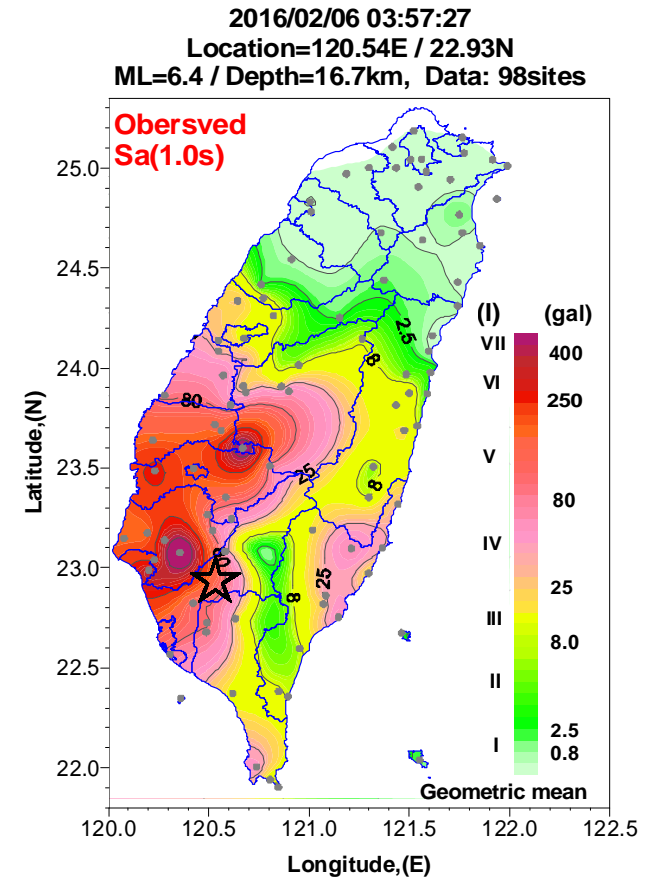 2016/02/06 03:57:27
Location=120.54E / 22.93N
ML=6.4 / Depth=16.7km, Data: 98sites
Obersved
Sa(1.0s)
25.0
24.5
24.0
23.5
23.0
22.5
22.0
Latitude,(N)
2.5
8
80
25
8
80
25
8
(I) (gal)
VII 400
VI 250
V 80
IV 25
III 8.0
II 2.5
I 0.8
Geometric mean
120.0 120.5 121.0 121.5 122.0 122.5
Longitude,(E)